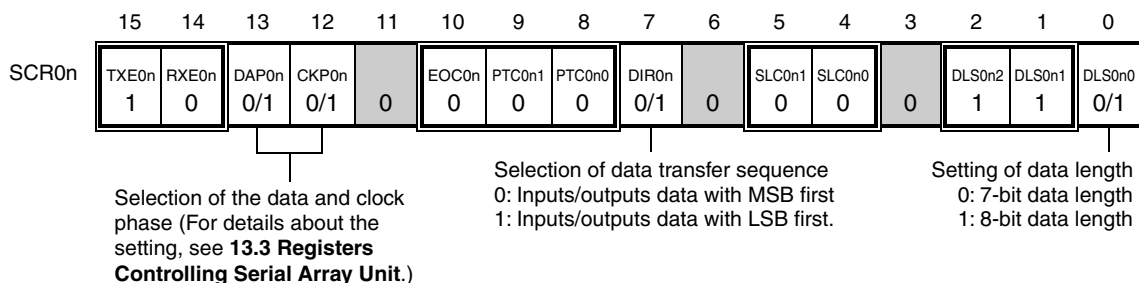 15 14 13 12 11 10 9 8 7 6 5 4 3 2 1 0
SCR0n TXE0n RXE0n DAP0n CKP0n EOC0n PTC0n1 PTC0n0 DIR0n SLC0n1 SLC0n0 DLS0n2 DLS0n1 DLS0n0
1 0 0/1 0/1 0 0 0 0 0/1 0 0 0 0 1 1 0/1
Selection of the data and clock
phase (For details about the
setting, see 13.3 Registers
Controlling Serial Array Unit.)
Selection of data transfer sequence
0: Inputs/outputs data with MSB first
1: Inputs/outputs data with LSB first.
Setting of data length
0: 7-bit data length
1: 8-bit data length